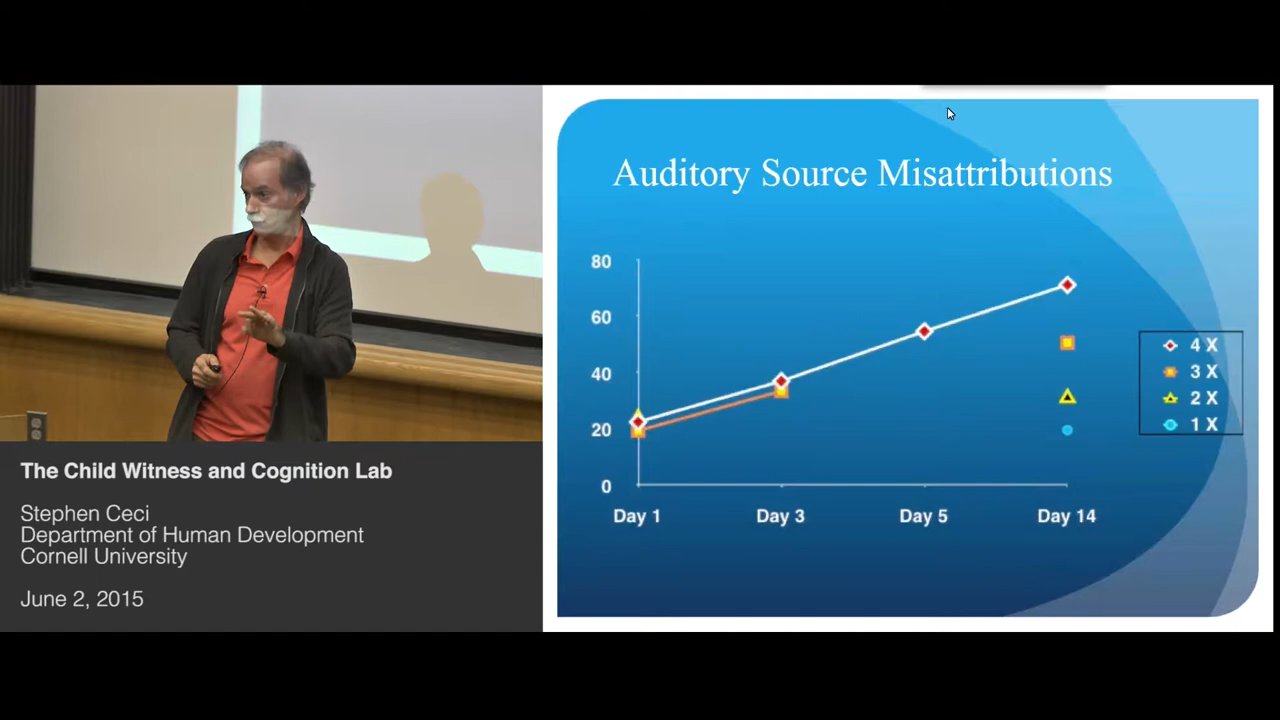 Auditory Source Misattributions
80
60
40
20
0
Day 1 Day 3 Day 5 Day 14
4 X
3 X
2 X
1 X
The Child Witness and Cognition Lab
Stephen Ceci
Department of Human Development
Cornell University
June 2, 2015